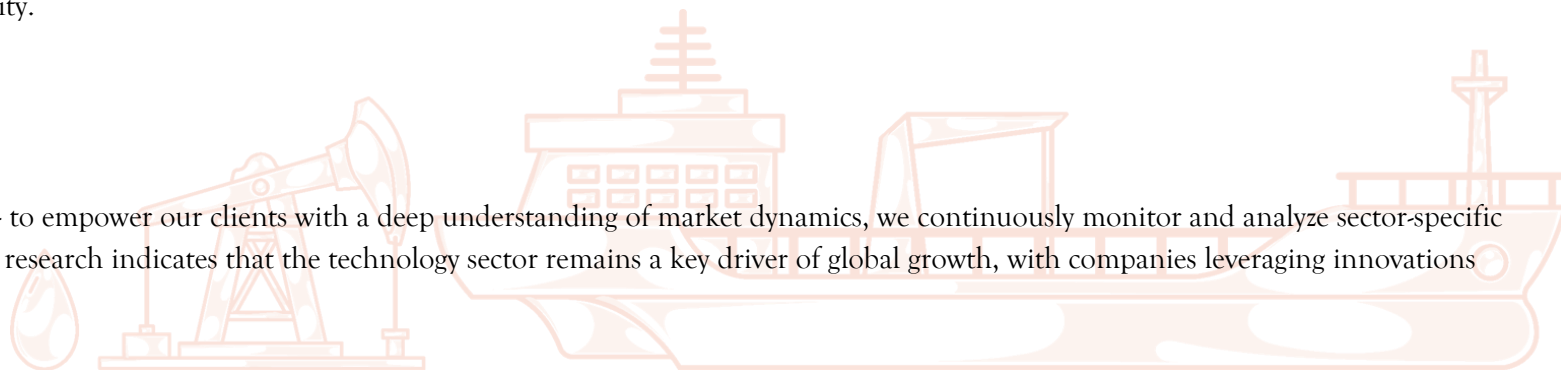 ity.
to empower our clients with a deep understanding of market dynamics, we continuously monitor and analyze sector-specific
research indicates that the technology sector remains a key driver of global growth, with companies leveraging innovations